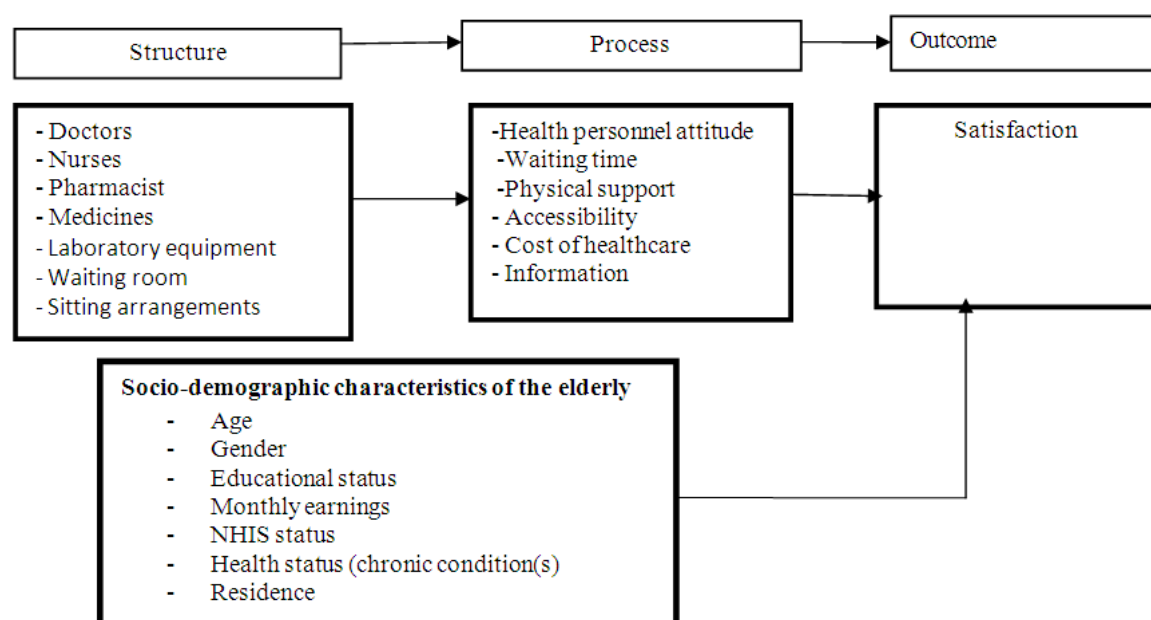 Structure
Process
Outcome
- Doctors
- Nurses
- Pharmacist
- Medicines
- Laboratory equipment
- Waiting room
- Sitting arrangements
-Health personnel attitude
-Waiting time
-Physical support
- Accessibility
- Cost of healthcare
- Information
Satisfaction
Socio-demographic characteristics of the elderly
- Age
- Gender
- Educational status
- Monthly earnings
- NHIS status
- Health status (chronic condition(s)
- Residence